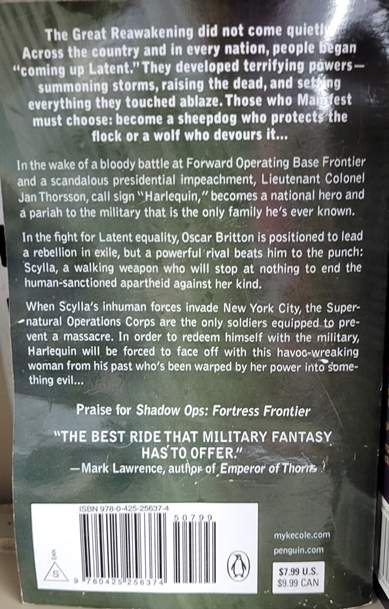 The Great Reawakening did not come quietly.
Across the country and in every nation, people began
“coming up Latent.” They developed terrifying powers—
summoning storms, raising the dead, and setting
everything they touched ablaze. Those who Manifest
must choose: become a sheepdog who protects the
flock or a wolf who devours it...
In the wake of a bloody battle at Forward Operating Base Frontier
and a scandalous presidential impeachment, Lieutenant Colonel
Jan Thorsson, call sign “Harlequin,” becomes a national hero and
a pariah to the military that is the only family he’s ever known.
In the fight for Latent equality, Oscar Britton is positioned to lead
a rebellion in exile, but a powerful rival beats him to the punch:
Scylla, a walking weapon who will stop at nothing to end the
human-sanctioned apartheid against her kind.
When Scylla’s inhuman forces invade New York City, the Super-
natural Operations Corps are the only soldiers equipped to pre-
vent a massacre. In order to redeem himself with the military,
Harlequin will be forced to face off with this havoc-wreaking
woman from his past who’s been warped by her power into some-
thing evil...
Praise for Shadow Ops: Fortress Frontier
“THE BEST RIDE THAT MILITARY FANTASY
HAS TO OFFER.”
—Mark Lawrence, author of Emperor of Thorns
ISBN 978-0-425-25637-4
50799
EAN
S
9 780425 256374
mykecole.com
penguin.com
$7.99 U.S.
$9.99 CAN